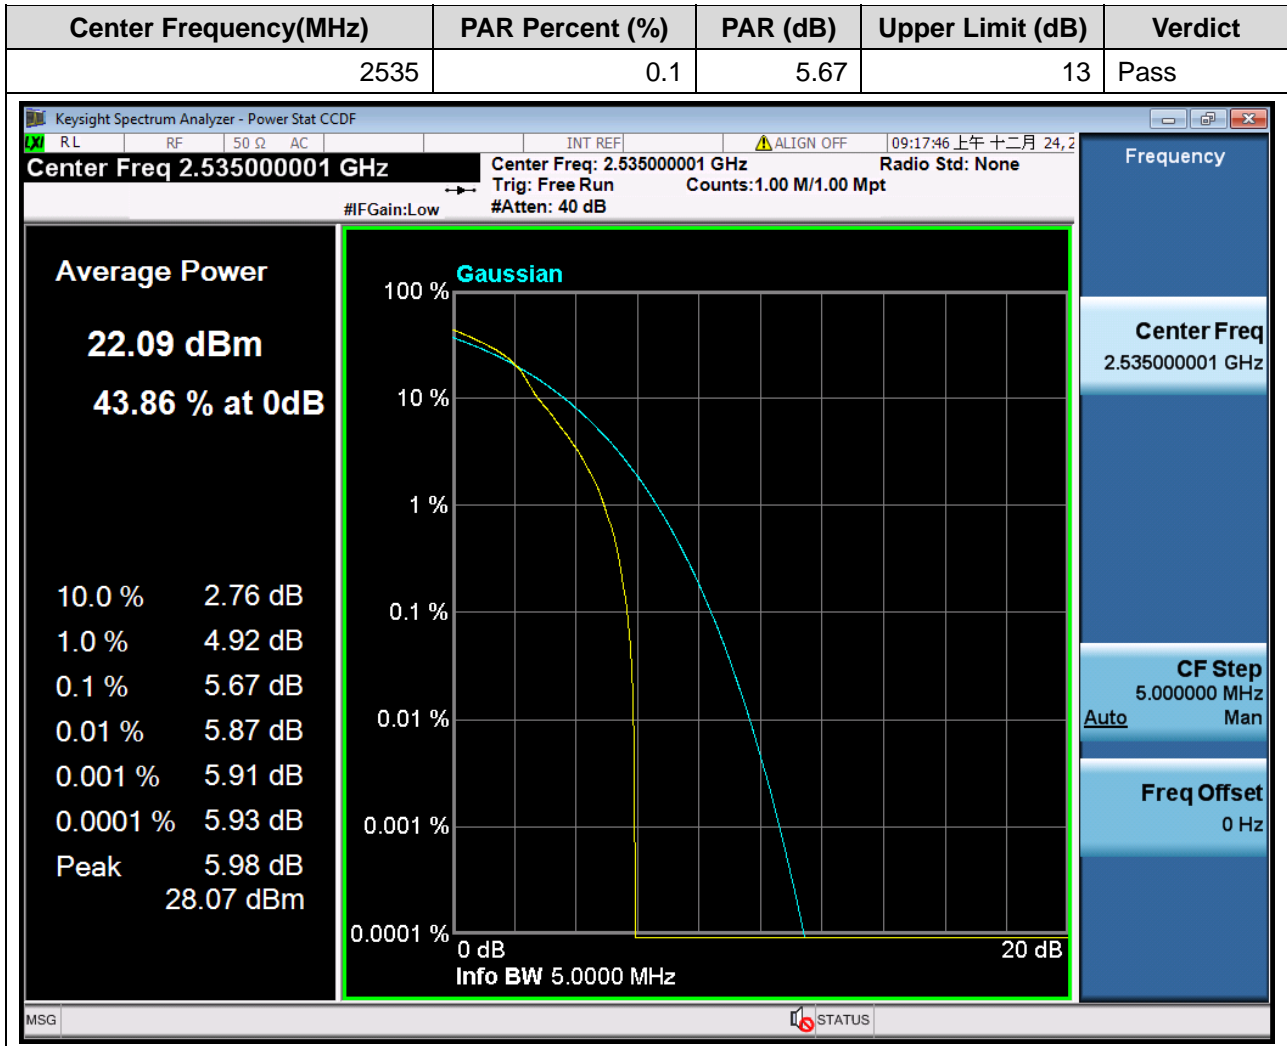 Center Frequency(MHz) PAR Percent (%) PAR (dB) Upper Limit (dB) Verdict
2535 0.1 5.67 13 Pass
Keysight Spectrum Analyzer - Power Stat CCDF
LXI RL RF 50 Ω AC INT REF ALIGN OFF 09:17:46 上午 十二月 24, 2
Center Freq 2.535000001 GHz
Center Freq: 2.535000001 GHz Radio Std: None
Trig: Free Run Counts:1.00 M/1.00 Mpt
#IFGain:Low #Atten: 40 dB
Frequency
Average Power
22.09 dBm
43.86 % at 0dB
10.0 % 2.76 dB
1.0 % 4.92 dB
0.1 % 5.67 dB
0.01 % 5.87 dB
0.001 % 5.91 dB
0.0001 % 5.93 dB
Peak 5.98 dB
28.07 dBm
Gaussian
100 %
10 %
1 %
0.1 %
0.01 %
0.001 %
0.0001 %
0 dB 20 dB
Info BW 5.0000 MHz
Center Freq
2.535000001 GHz
CF Step
5.000000 MHz
Auto Man
Freq Offset
0 Hz
MSG STATUS